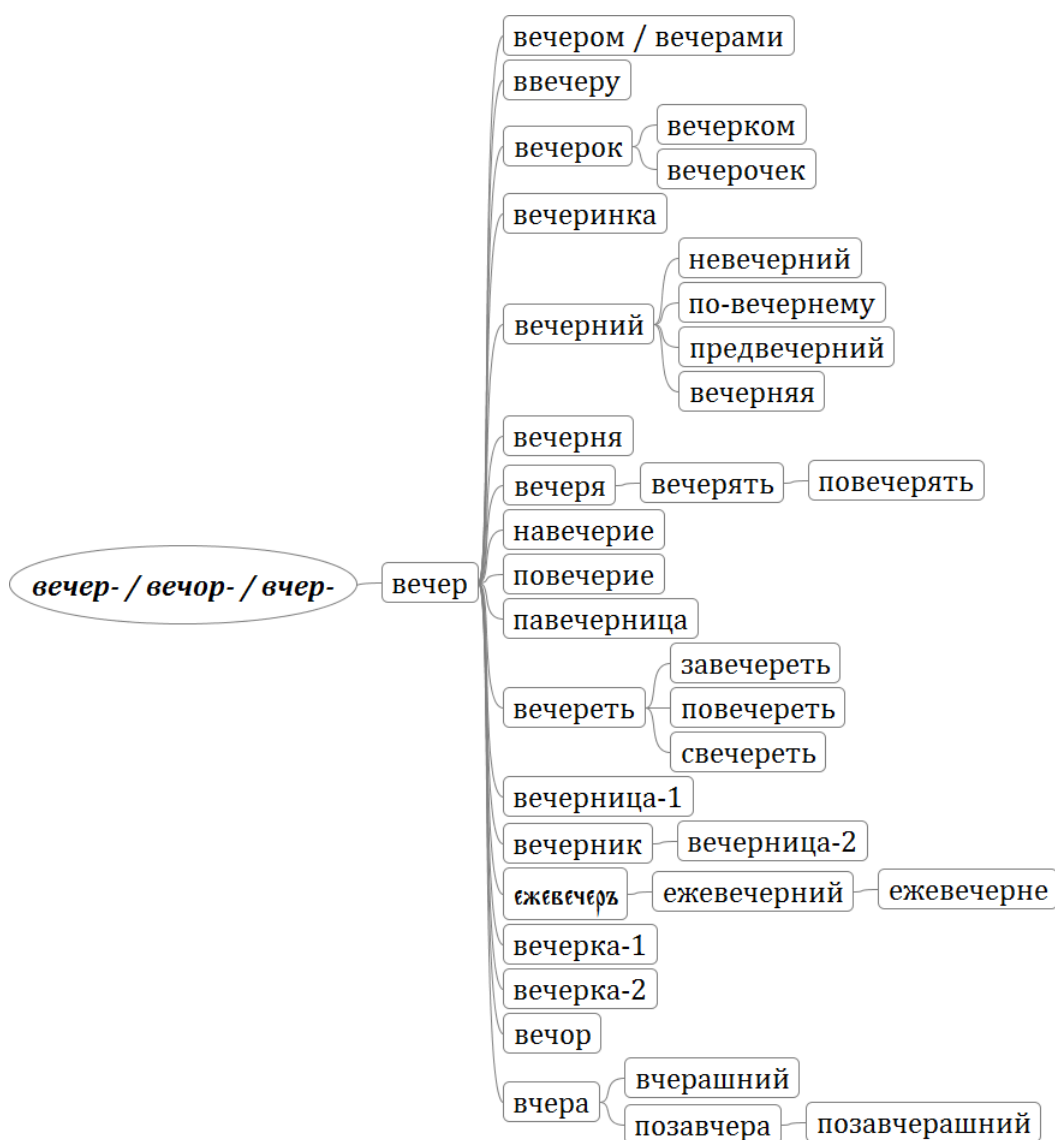 вечером / вечерами
ввечеру
вечерком
вечерок
вечерочек
вечеринка
невечерний
по-вечернему
вечерний
предвечерний
вечерняя
вечерня
вечеря вечерять повечерять
навечерие
вечер- / вечор- / вчер- вечер повечерие
павечерница
завечереть
вечереть повечереть
свечереть
вечерница-1
вечерник вечерница-2
ежевечеръ ежевечерний ежевечерне
вечерка-1
вечерка-2
вечор
вчерашний
вчера
позавчера позавчерашний